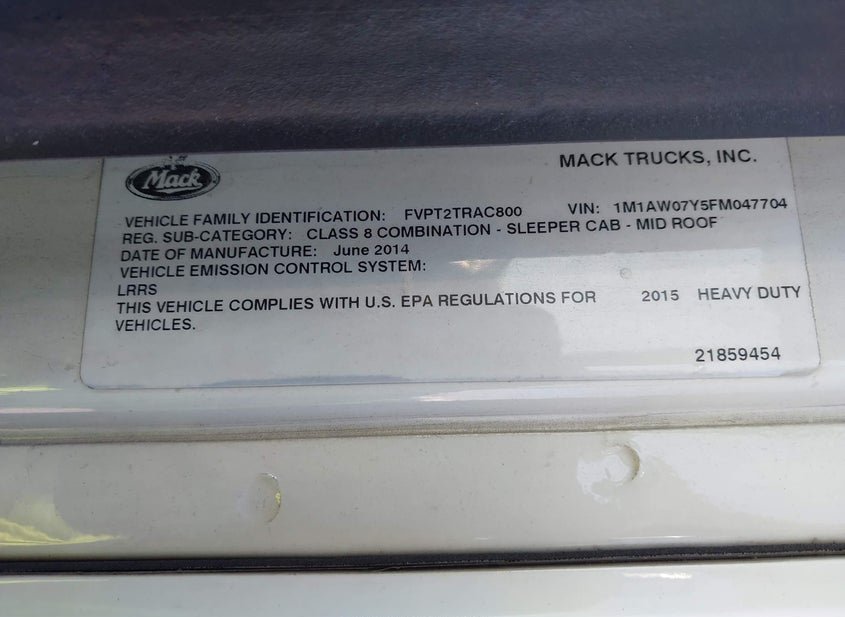 Mack
MACK TRUCKS, INC.
VEHICLE FAMILY IDENTIFICATION: FVPT2TRAC800 VIN: 1M1AW07Y5FM047704
REG. SUB-CATEGORY: CLASS 8 COMBINATION - SLEEPER CAB - MID ROOF
DATE OF MANUFACTURE: June 2014
VEHICLE EMISSION CONTROL SYSTEM:
LRRS
THIS VEHICLE COMPLIES WITH U.S. EPA REGULATIONS FOR 2015 HEAVY DUTY
VEHICLES.
21859454